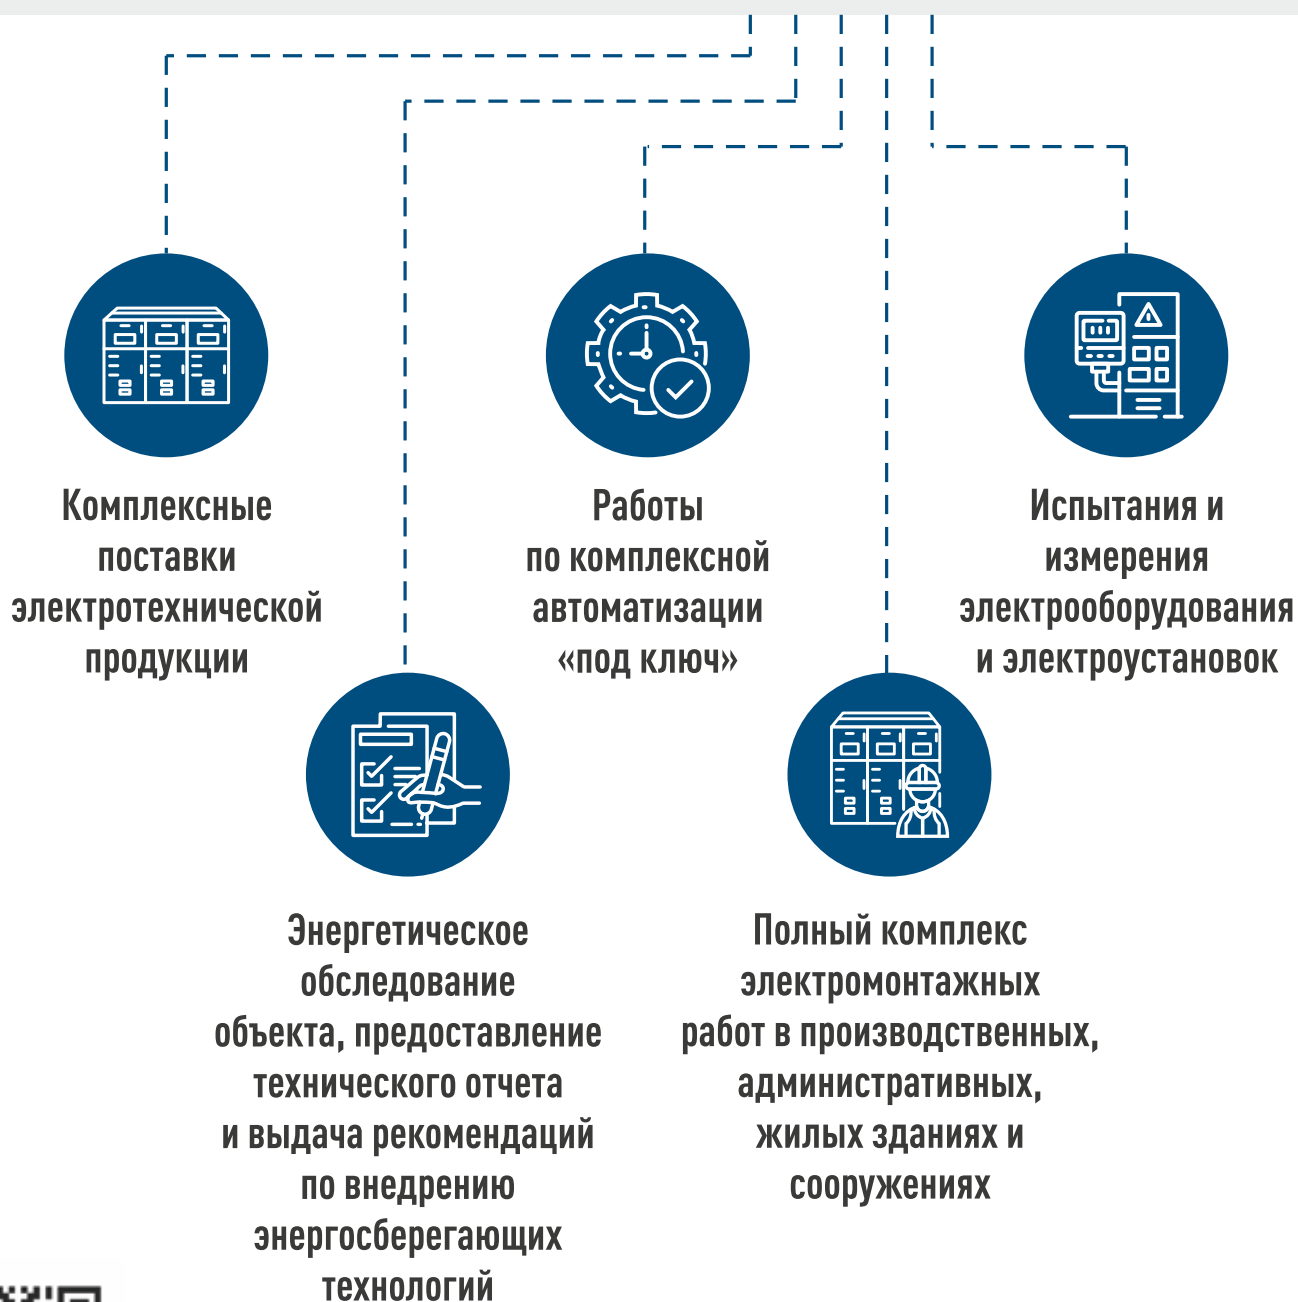 Комплексные
поставки
электротехнической
продукции
Работы
по комплексной
автоматизации
«под ключ»
Испытания и
измерения
электрооборудования
и электроустановок
Энергетическое
обследование
объекта, предоставление
технического отчета
и выдача рекомендаций
по внедрению
энергосберегающих
технологий
Полный комплекс
электромонтажных
работ в производственных,
административных,
жилых зданиях и
сооружениях